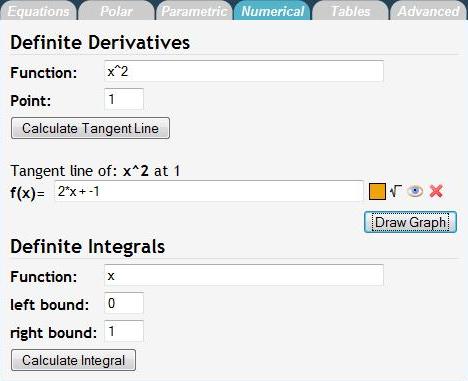 Equations Polar Parametric Numerical Tables Advanced
Definite Derivatives
Function: x^2
Point: 1
Calculate Tangent Line
Tangent line of: x^2 at 1
f(x)= 2*x + -1
Draw Graph
Definite Integrals
Function: x
left bound: 0
right bound: 1
Calculate Integral